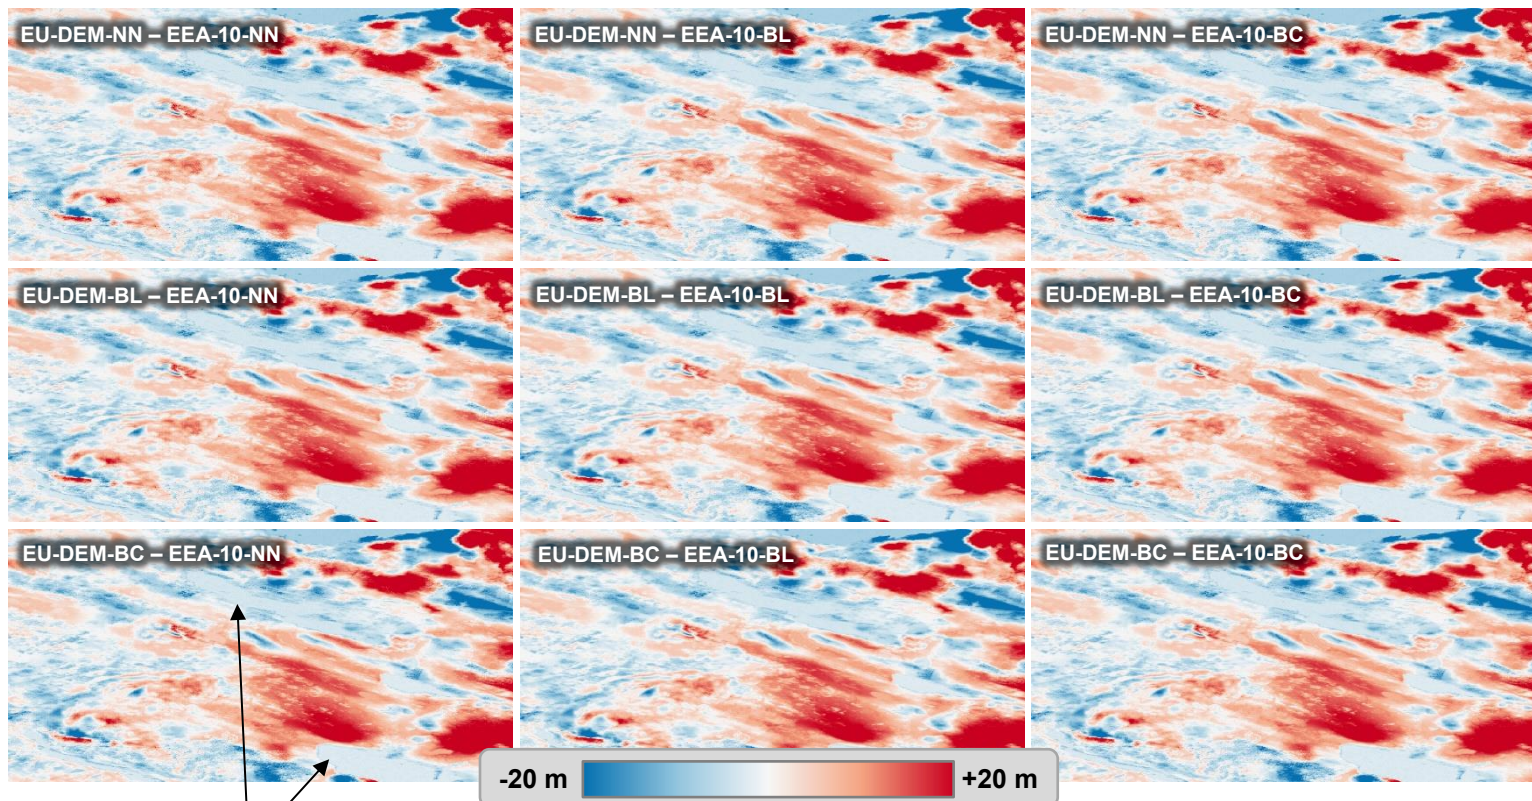 EU-DEM-NN – EEA-10-NN
EU-DEM-NN – EEA-10-BL
EU-DEM-NN – EEA-10-BC
EU-DEM-BL – EEA-10-NN
EU-DEM-BL – EEA-10-BL
EU-DEM-BL – EEA-10-BC
EU-DEM-BC – EEA-10-NN
EU-DEM-BC – EEA-10-BL
EU-DEM-BC – EEA-10-BC
-20 m
+20 m